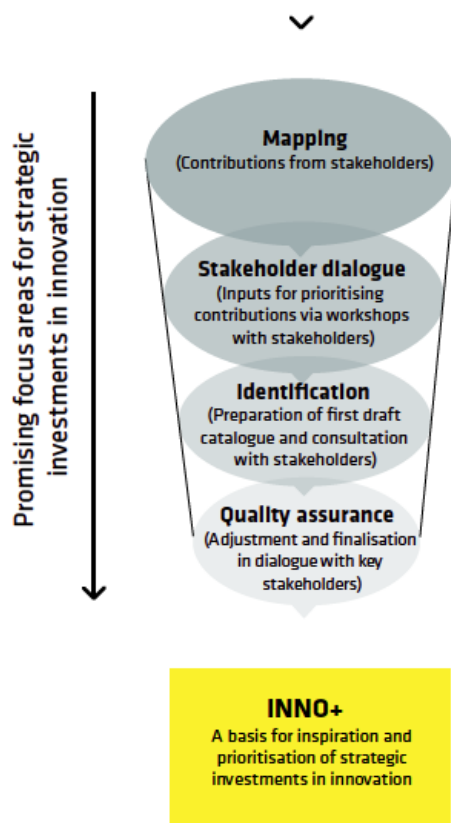 Promising focus areas for strategic
investments in innovation
Mapping
(Contributions from stakeholders)
Stakeholder dialogue
(Inputs for prioritising
contributions via workshops
with stakeholders)
Identification
(Preparation of first draft
catalogue and consultation
with stakeholders)
Quality assurance
(Adjustment and finalisation
in dialogue with key
stakeholders)
INNO+
A basis for inspiration and
prioritisation of strategic
investments in innovation